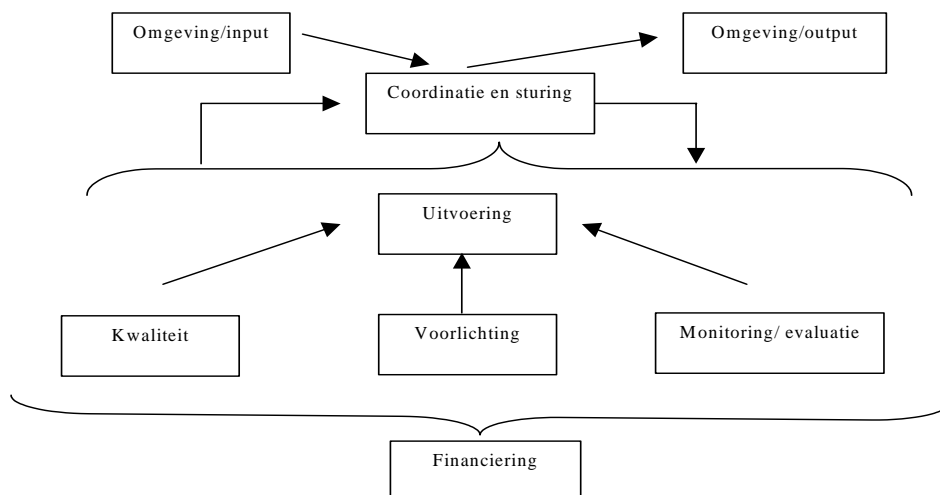 Omgeving/input
Omgeving/output
Coordinatie en sturing
Uitvoering
Kwaliteit
Voorlichting
Monitoring/ evaluatie
Financiering